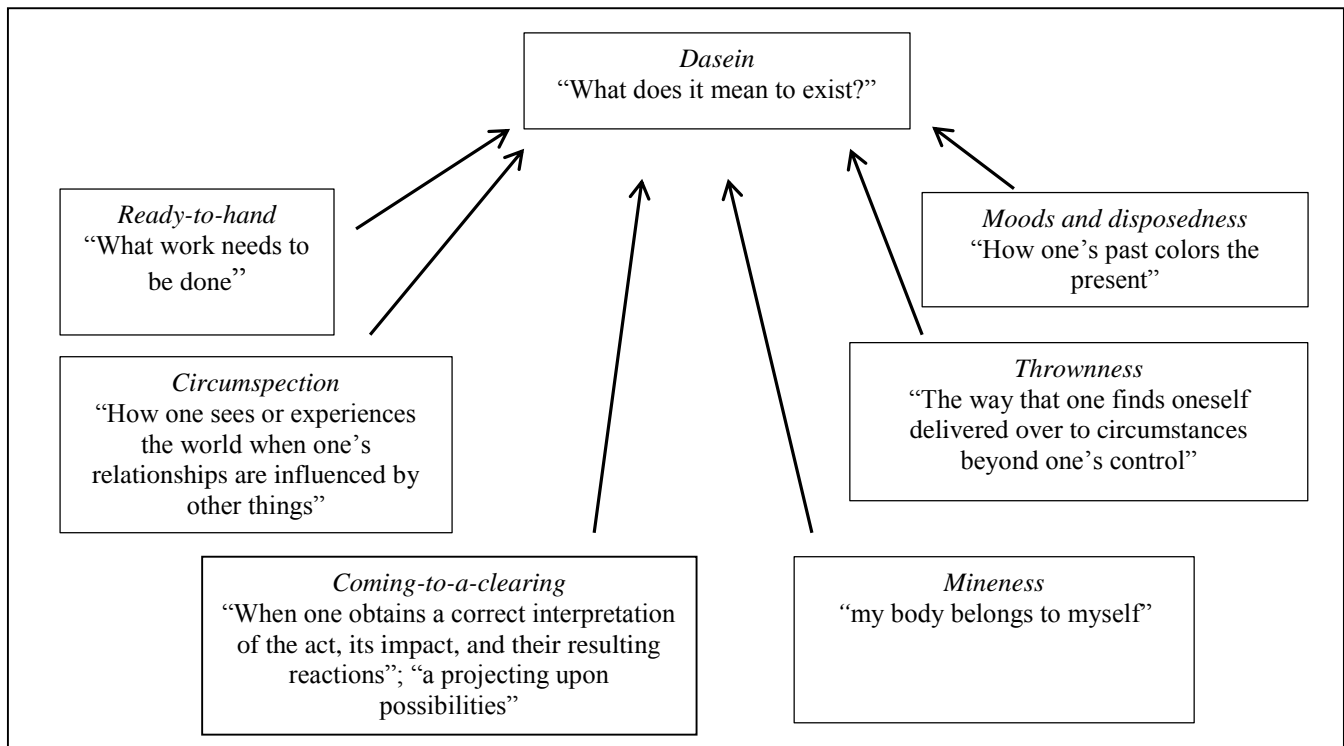 Dasein
“What does it mean to exist?”
Ready-to-hand
“What work needs to
be done”
Moods and disposedness
“How one’s past colors the
present”
Circumspection
“How one sees or experiences
the world when one’s
relationships are influenced by
other things”
Thrownness
“The way that one finds oneself
delivered over to circumstances
beyond one’s control”
Coming-to-a-clearing
“When one obtains a correct interpretation
of the act, its impact, and their resulting
reactions”; “a projecting upon
possibilities”
Mineness
“my body belongs to myself”